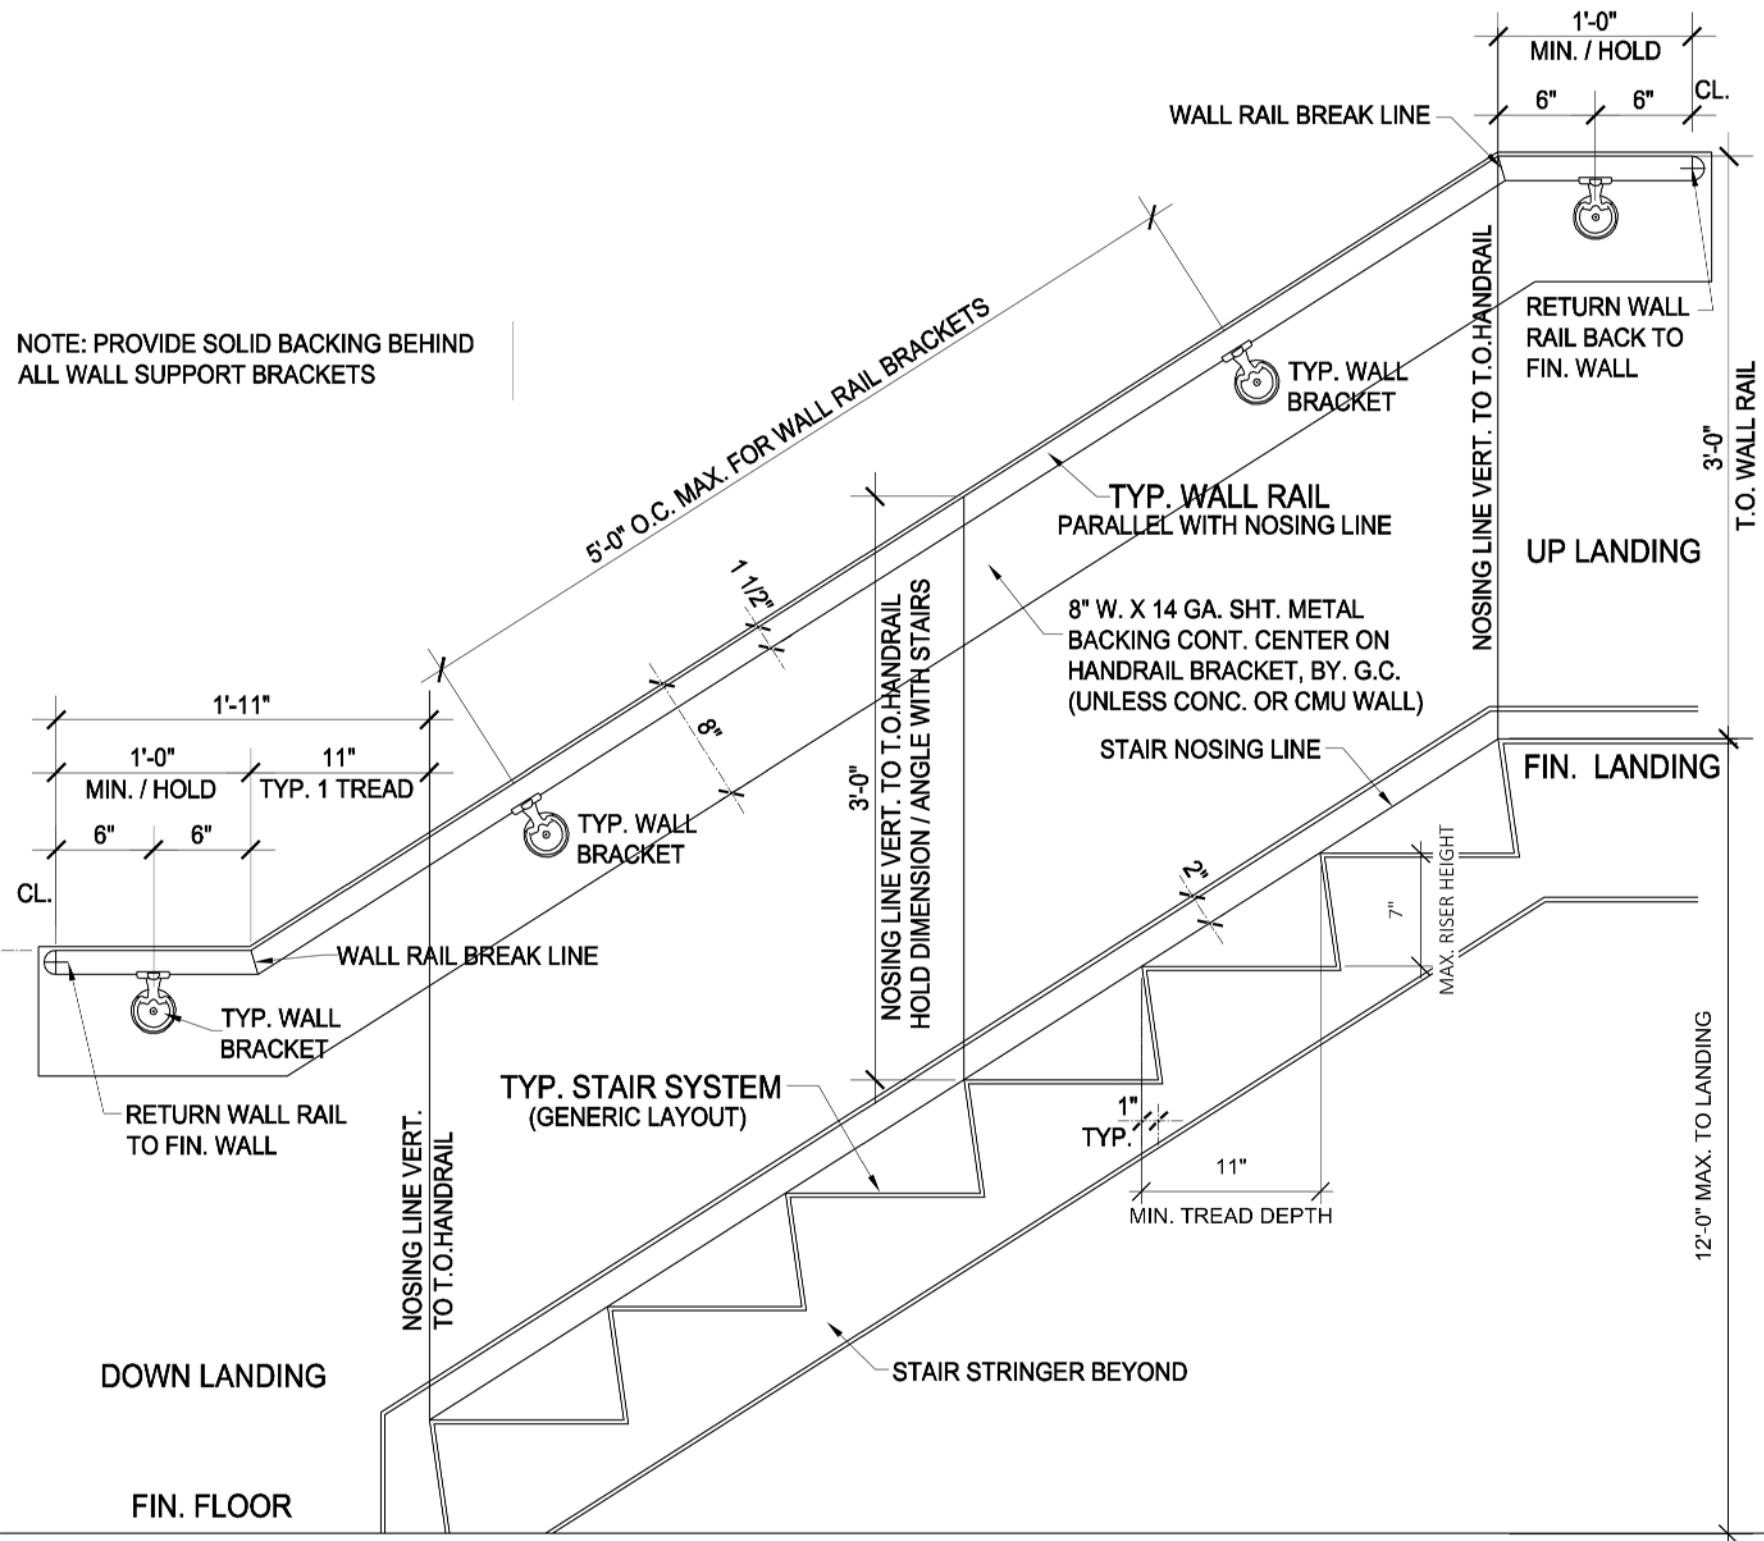 1'-0"
MIN. / HOLD
6"
6"
CL.
WALL RAIL BREAK LINE
NOTE: PROVIDE SOLID BACKING BEHIND
ALL WALL SUPPORT BRACKETS
5'-0" O.C. MAX. FOR WALL RAIL BRACKETS
TYP. WALL
BRACKET
NOSING LINE VERT. TO T.O.HANDRAIL
RETURN WALL
RAIL BACK TO
FIN. WALL
3'-0"
T.O. WALL RAIL
TYP. WALL RAIL
PARALLEL WITH NOSING LINE
UP LANDING
1 1/2"
8"
3'-0"
NOSING LINE VERT. TO T.O.HANDRAIL
HOLD DIMENSION / ANGLE WITH STAIRS
8" W. X 14 GA. SHT. METAL
BACKING CONT. CENTER ON
HANDRAIL BRACKET, BY. G.C.
(UNLESS CONC. OR CMU WALL)
STAIR NOSING LINE
FIN. LANDING
1'-11"
1'-0"
MIN. / HOLD
11"
TYP. 1 TREAD
6"
6"
CL.
TYP. WALL
BRACKET
WALL RAIL BREAK LINE
TYP. WALL
BRACKET
RETURN WALL RAIL
TO FIN. WALL
2"
7"
MAX. RISER HEIGHT
TYP. STAIR SYSTEM
(GENERIC LAYOUT)
1"
TYP.
11"
MIN. TREAD DEPTH
12'-0" MAX. TO LANDING
NOSING LINE VERT.
TO T.O.HANDRAIL
STAIR STRINGER BEYOND
DOWN LANDING
FIN. FLOOR